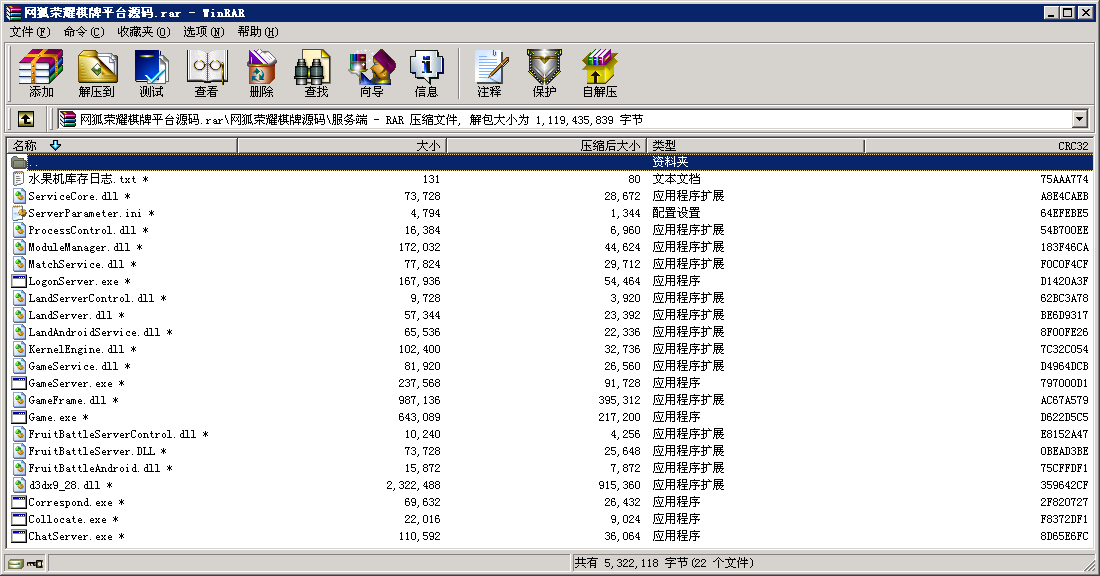 网狐荣耀棋牌平台源码.rar - WinRAR
文件(F) 命令(C) 收藏夹(O) 选项(N) 帮助(H)
添加 解压到 测试 查看 删除 查找 向导 信息 注释 保护 自解压
网狐荣耀棋牌平台源码.rar\网狐荣耀棋牌源码\服务端 - RAR 压缩文件, 解包大小为 1,119,435,839 字节
名称 大小 压缩后大小 类型 CRC32
.. 资料夹
水果机库存日志.txt * 131 80 文本文档 75AAA774
ServiceCore.dll * 73,728 28,672 应用程序扩展 A8E4CAEB
ServerParameter.ini * 4,794 1,344 配置设置 64EFEBE5
ProcessControl.dll * 16,384 6,960 应用程序扩展 54B700EE
ModuleManager.dll * 172,032 44,624 应用程序扩展 183F46CA
MatchService.dll * 77,824 29,712 应用程序扩展 F0C0F4CF
LogonServer.exe * 167,936 54,464 应用程序 D1420A3F
LandServerControl.dll * 9,728 3,920 应用程序扩展 62BC3A78
LandServer.dll * 57,344 23,392 应用程序扩展 BE6D9317
LandAndroidService.dll * 65,536 22,336 应用程序扩展 8F00FE26
KernelEngine.dll * 102,400 32,736 应用程序扩展 7C32C054
GameService.dll * 81,920 26,560 应用程序扩展 D4964DCB
GameServer.exe * 237,568 91,728 应用程序 797000D1
GameFrame.dll * 987,136 395,312 应用程序扩展 AC67A579
Game.exe * 643,089 217,200 应用程序 D622D5C5
FruitBattleServerControl.dll * 10,240 4,256 应用程序扩展 E8152A47
FruitBattleServer.DLL * 73,728 25,648 应用程序扩展 0BEAD3BE
FruitBattleAndroid.dll * 15,872 7,872 应用程序扩展 75CFFDF1
d3dx9_28.dll * 2,322,488 915,360 应用程序扩展 359642CF
Correspond.exe * 69,632 26,432 应用程序 2F820727
Collocate.exe * 22,016 9,024 应用程序 F8372DF1
ChatServer.exe * 110,592 36,064 应用程序 8D65E6FC
共有 5,322,118 字节(22 个文件)